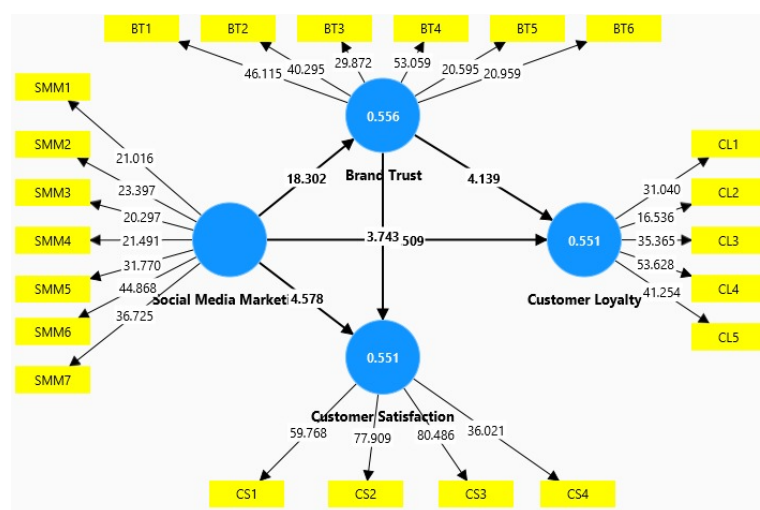 BT1 BT2 BT3 BT4 BT5 BT6
46.115 40.295 29.872 53.059 20.595 20.959
SMM1
SMM2
SMM3
SMM4
SMM5
SMM6
SMM7
21.016
23.397
20.297
21.491
31.770
44.868
36.725
0.556
Brand Trust
18.302
4.139
3.743
509
4.578
Social Media Marketi
0.551
Customer Loyalty
31.040
16.536
35.365
53.628
41.254
CL1
CL2
CL3
CL4
CL5
0.551
Customer Satisfaction
59.768 77.909 80.486 36.021
CS1 CS2 CS3 CS4